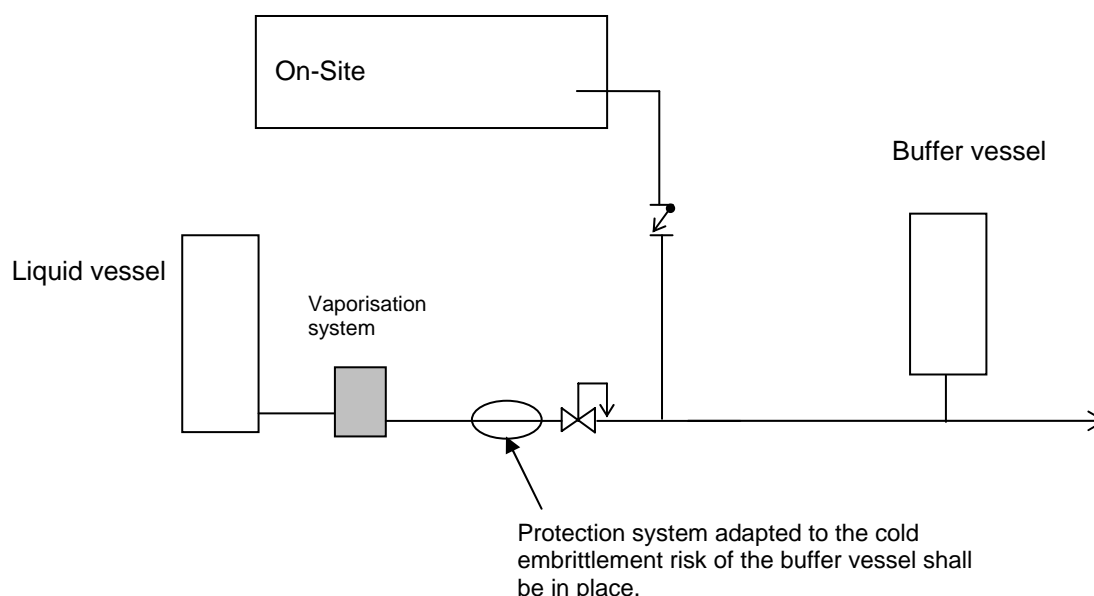 On-Site
Buffer vessel
Liquid vessel
Vaporisation
system
Protection system adapted to the cold
embrittlement risk of the buffer vessel shall
be in place.